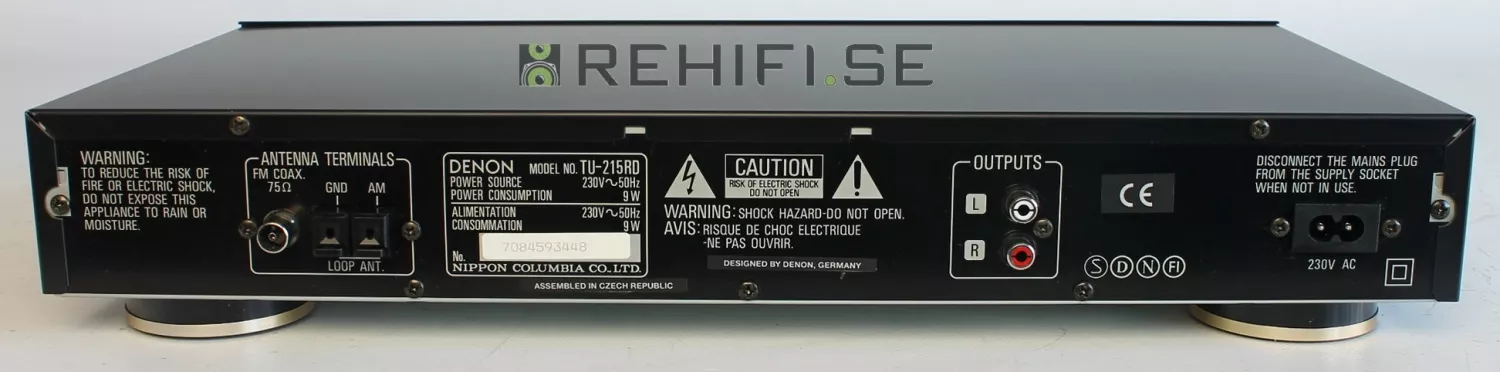 REHIFI.SE
WARNING:
TO REDUCE THE RISK OF
FIRE OR ELECTRIC SHOCK,
DO NOT EXPOSE THIS
APPLIANCE TO RAIN OR
MOISTURE.
ANTENNA TERMINALS
FM COAX.
75Ω
GND AM
LOOP ANT.
DENON MODEL NO. TU-215RD
POWER SOURCE 230V~50Hz
POWER CONSUMPTION 9W
ALIMENTATION 230V~50Hz
CONSOMMATION 9W
No. 7084593448
NIPPON COLUMBIA CO., LTD.
ASSEMBLED IN CZECH REPUBLIC
CAUTION
RISK OF ELECTRIC SHOCK
DO NOT OPEN
WARNING: SHOCK HAZARD-DO NOT OPEN.
AVIS: RISQUE DE CHOC ELECTRIQUE
-NE PAS OUVRIR.
DESIGNED BY DENON, GERMANY
OUTPUTS
L
R
CE
S D N FI
DISCONNECT THE MAINS PLUG
FROM THE SUPPLY SOCKET
WHEN NOT IN USE.
230V AC